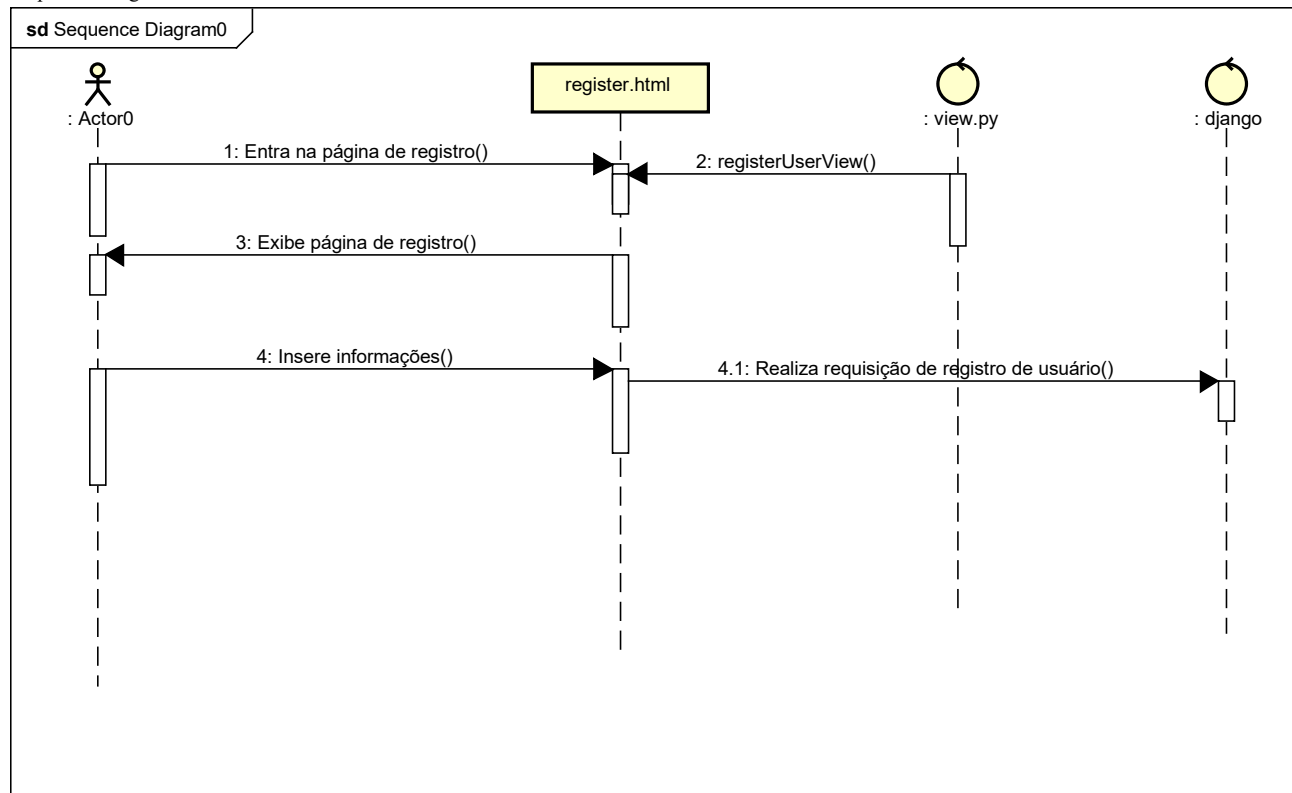 sd Sequence Diagram0
register.html
: Actor0
: view.py
: django
1: Entra na página de registro()
2: registerUserView()
3: Exibe página de registro()
4: Insere informações()
4.1: Realiza requisição de registro de usuário()